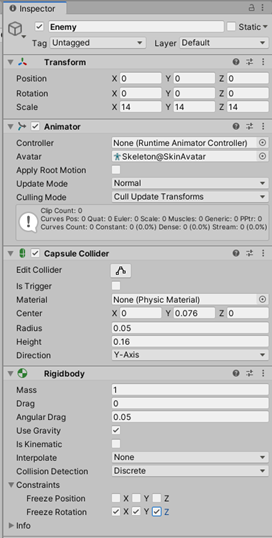 Inspector
Enemy Static
Tag Untagged Layer Default
Transform
Position X 0 Y 0 Z 0
Rotation X 0 Y 0 Z 0
Scale X 14 Y 14 Z 14
Animator
Controller None (Runtime Animator Controller)
Avatar Skeleton@SkinAvatar
Apply Root Motion
Update Mode Normal
Culling Mode Cull Update Transforms
Clip Count: 0
Curves Pos: 0 Quat: 0 Euler: 0 Scale: 0 Muscles: 0 Generic: 0 PPtr: 0
Curves Count: 0 Constant: 0 (0.0%) Dense: 0 (0.0%) Stream: 0 (0.0%)
Capsule Collider
Edit Collider
Is Trigger
Material None (Physic Material)
Center X 0 Y 0.076 Z 0
Radius 0.05
Height 0.16
Direction Y-Axis
Rigidbody
Mass 1
Drag 0
Angular Drag 0.05
Use Gravity
Is Kinematic
Interpolate None
Collision Detection Discrete
Constraints
Freeze Position X Y Z
Freeze Rotation X Y Z
Info